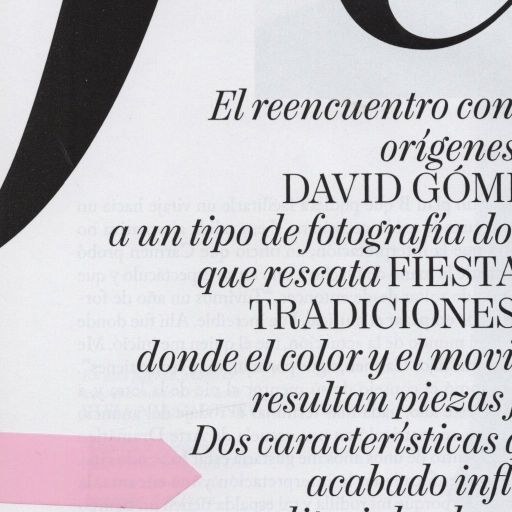 El reencuentro con
orígenes
DAVID GÓM
a un tipo de fotografía do
que rescata FIESTA
TRADICIONES
donde el color y el movi
resultan piezas
Dos características
acabado infl